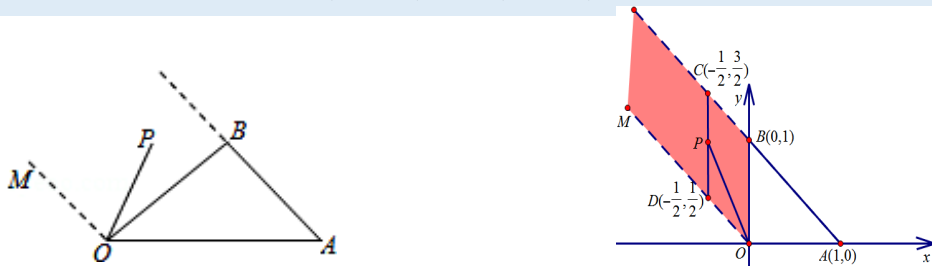 M
P
B
O
A
C(-1/2, 3/2)
y
M
P
B(0,1)
D(-1/2, 1/2)
O
A(1,0)
x